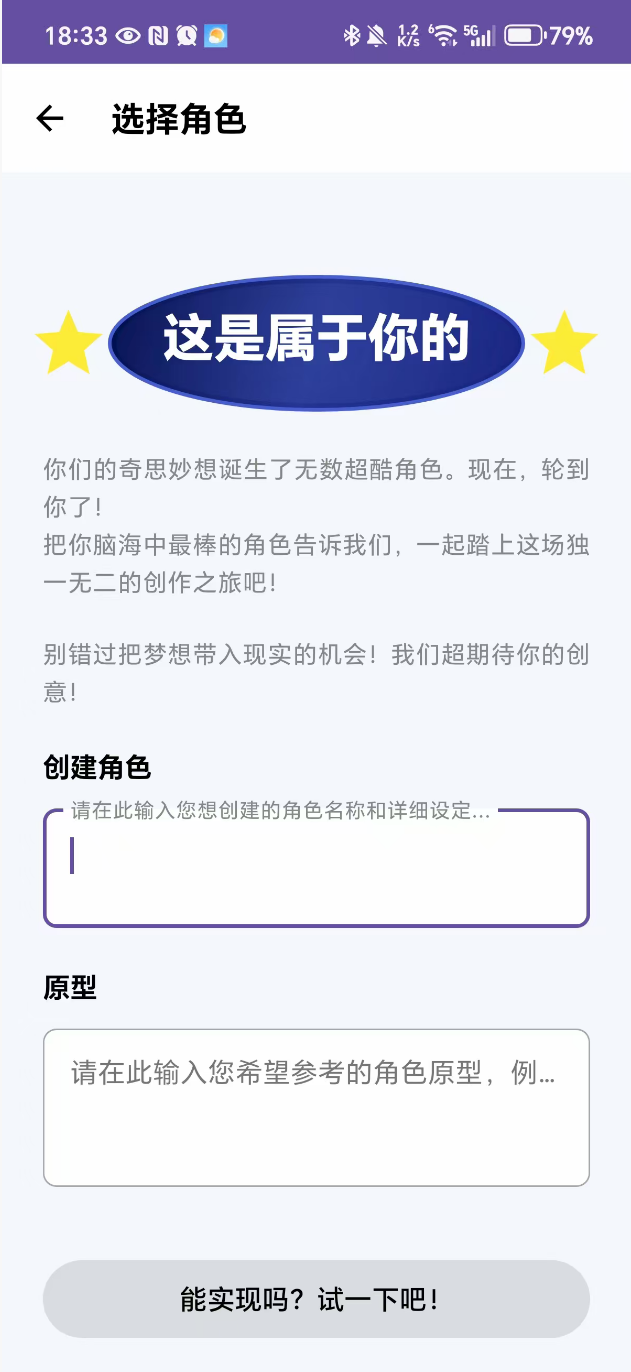 18:33
1.2
K/s
6
5G
79%
选择角色
这是属于你的
你们的奇思妙想诞生了无数超酷角色。现在，轮到
你了！
把你脑海中最棒的角色告诉我们，一起踏上这场独
一无二的创作之旅吧！
别错过把梦想带入现实的机会！我们超期待你的创
意！
创建角色
请在此输入您想创建的角色名称和详细设定...
原型
请在此输入您希望参考的角色原型，例...
能实现吗？试一下吧！